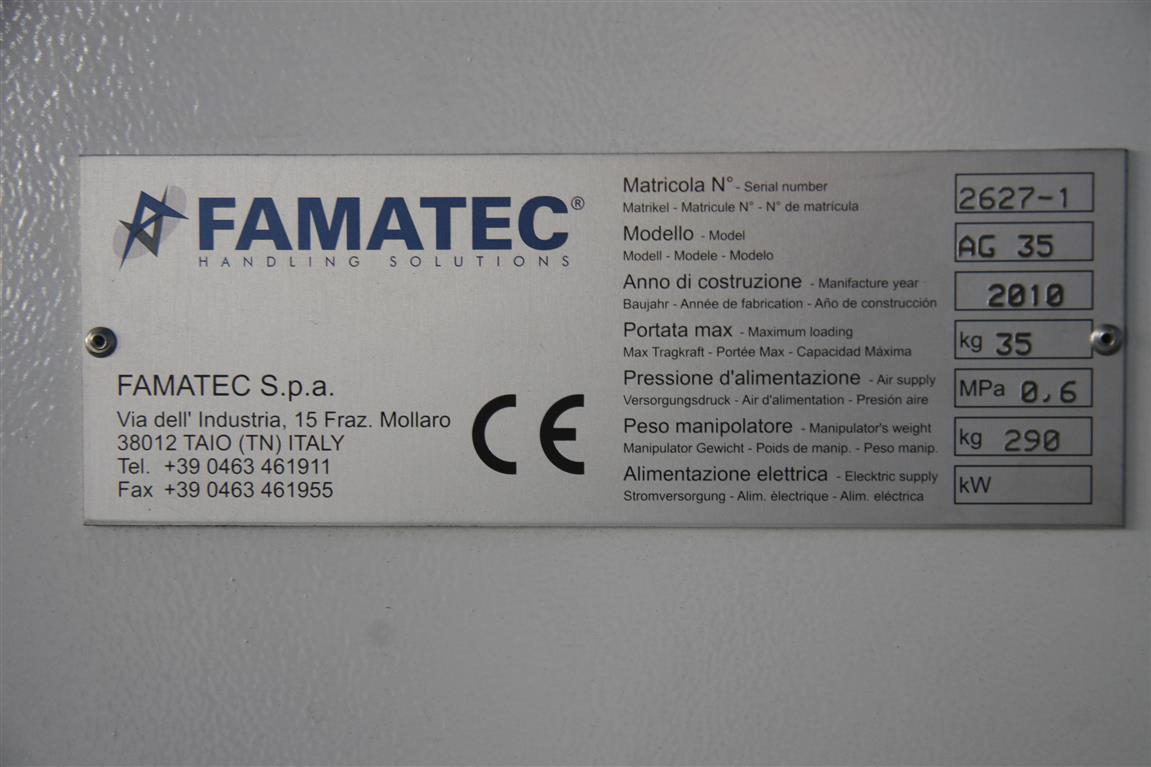 FAMATEC®
HANDLING SOLUTIONS
FAMATEC S.p.a.
Via dell' Industria, 15 Fraz. Mollaro
38012 TAIO (TN) ITALY
Tel. +39 0463 461911
Fax +39 0463 461955
CE
Matricola N° - Serial number
Matrikel - Matricule N° - N° de matrícula
2627-1
Modello - Model
Modell - Modele - Modelo
AG 35
Anno di costruzione - Manifacture year
Baujahr - Année de fabrication - Año de construcción
2010
Portata max - Maximum loading
Max Tragkraft - Portée Max - Capacidad Máxima
kg 35
Pressione d'alimentazione - Air supply
Versorgungsdruck - Air d'alimentation - Presión aire
MPa 0,6
Peso manipolatore - Manipulator's weight
Manipulator Gewicht - Poids de manip. - Peso manip.
kg 290
Alimentazione elettrica - Elecktric supply
Stromversorgung - Alim. èlectrique - Alim. eléctrica
kW